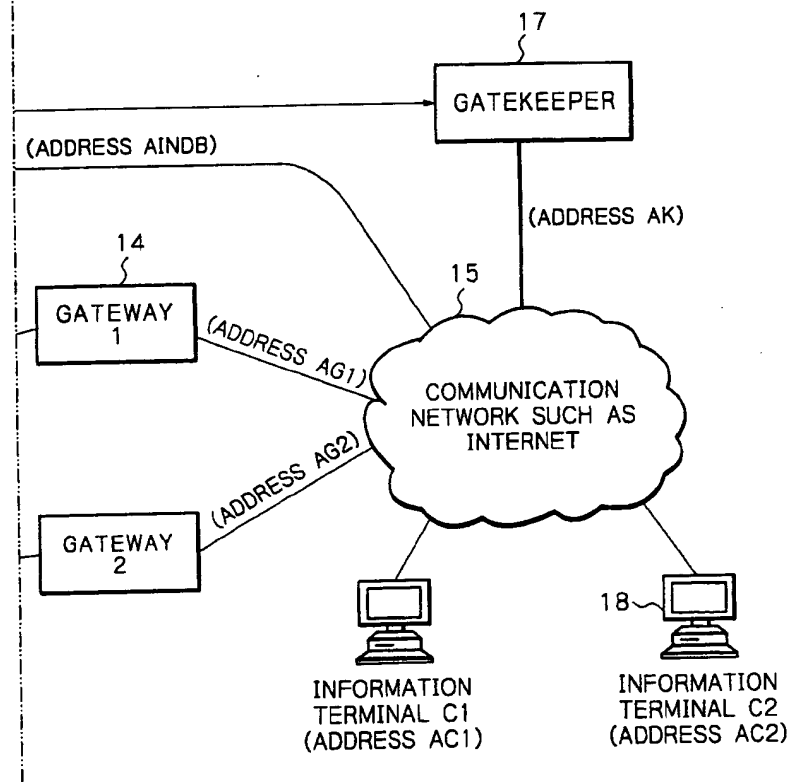 17
GATEKEEPER
(ADDRESS AINDB)
(ADDRESS AK)
14
GATEWAY
1
(ADDRESS AG1)
15
COMMUNICATION
NETWORK SUCH AS
INTERNET
(ADDRESS AG2)
GATEWAY
2
18
INFORMATION
TERMINAL C1
(ADDRESS AC1)
INFORMATION
TERMINAL C2
(ADDRESS AC2)